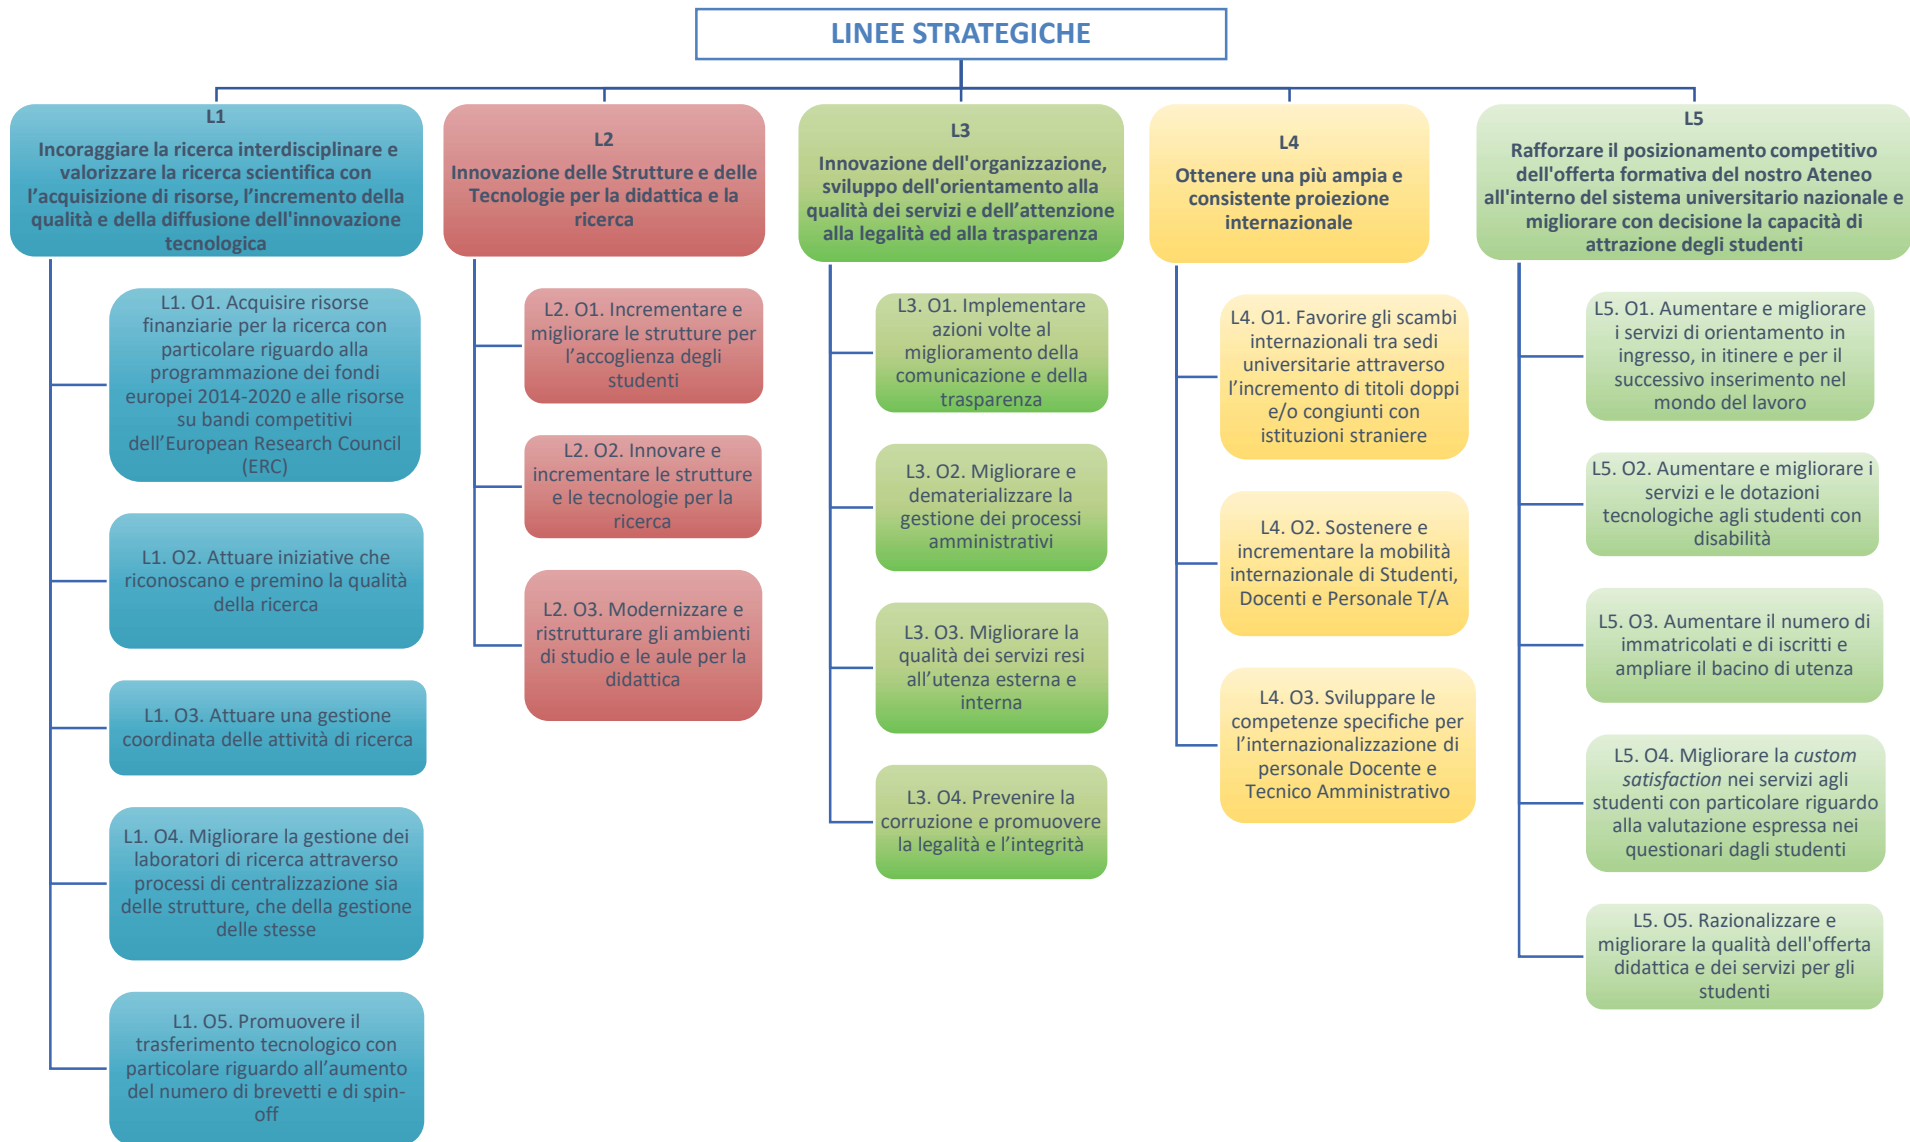 LINEE STRATEGICHE
L1
Incoraggiare la ricerca interdisciplinare e
valorizzare la ricerca scientifica con
l’acquisizione di risorse, l’incremento della
qualità e della diffusione dell'innovazione
tecnologica
L1. O1. Acquisire risorse
finanziarie per la ricerca con
particolare riguardo alla
programmazione dei fondi
europei 2014-2020 e alle risorse
su bandi competitivi
dell’European Research Council
(ERC)
L1. O2. Attuare iniziative che
riconoscano e premino la qualità
della ricerca
L1. O3. Attuare una gestione
coordinata delle attività di ricerca
L1. O4. Migliorare la gestione dei
laboratori di ricerca attraverso
processi di centralizzazione sia
delle strutture, che della gestione
delle stesse
L1. O5. Promuovere il
trasferimento tecnologico con
particolare riguardo all’aumento
del numero di brevetti e di spin-
off
L2
Innovazione delle Strutture e delle
Tecnologie per la didattica e la
ricerca
L2. O1. Incrementare e
migliorare le strutture per
l’accoglienza degli
studenti
L2. O2. Innovare e
incrementare le strutture
e le tecnologie per la
ricerca
L2. O3. Modernizzare e
ristrutturare gli ambienti
di studio e le aule per la
didattica
L3
Innovazione dell'organizzazione,
sviluppo dell'orientamento alla
qualità dei servizi e dell’attenzione
alla legalità ed alla trasparenza
L3. O1. Implementare
azioni volte al
miglioramento della
comunicazione e della
trasparenza
L3. O2. Migliorare e
dematerializzare la
gestione dei processi
amministrativi
L3. O3. Migliorare la
qualità dei servizi resi
all’utenza esterna e
interna
L3. O4. Prevenire la
corruzione e promuovere
la legalità e l’integrità
L4
Ottenere una più ampia e
consistente proiezione
internazionale
L4. O1. Favorire gli scambi
internazionali tra sedi
universitarie attraverso
l’incremento di titoli doppi
e/o congiunti con
istituzioni straniere
L4. O2. Sostenere e
incrementare la mobilità
internazionale di Studenti,
Docenti e Personale T/A
L4. O3. Sviluppare le
competenze specifiche per
l’internazionalizzazione di
personale Docente e
Tecnico Amministrativo
L5
Rafforzare il posizionamento competitivo
dell'offerta formativa del nostro Ateneo
all'interno del sistema universitario nazionale e
migliorare con decisione la capacità di
attrazione degli studenti
L5. O1. Aumentare e migliorare
i servizi di orientamento in
ingresso, in itinere e per il
successivo inserimento nel
mondo del lavoro
L5. O2. Aumentare e migliorare i
servizi e le dotazioni
tecnologiche agli studenti con
disabilità
L5. O3. Aumentare il numero di
immatricolati e di iscritti e
ampliare il bacino di utenza
L5. O4. Migliorare la custom
satisfaction nei servizi agli
studenti con particolare riguardo
alla valutazione espressa nei
questionari dagli studenti
L5. O5. Razionalizzare e
migliorare la qualità dell'offerta
didattica e dei servizi per gli
studenti